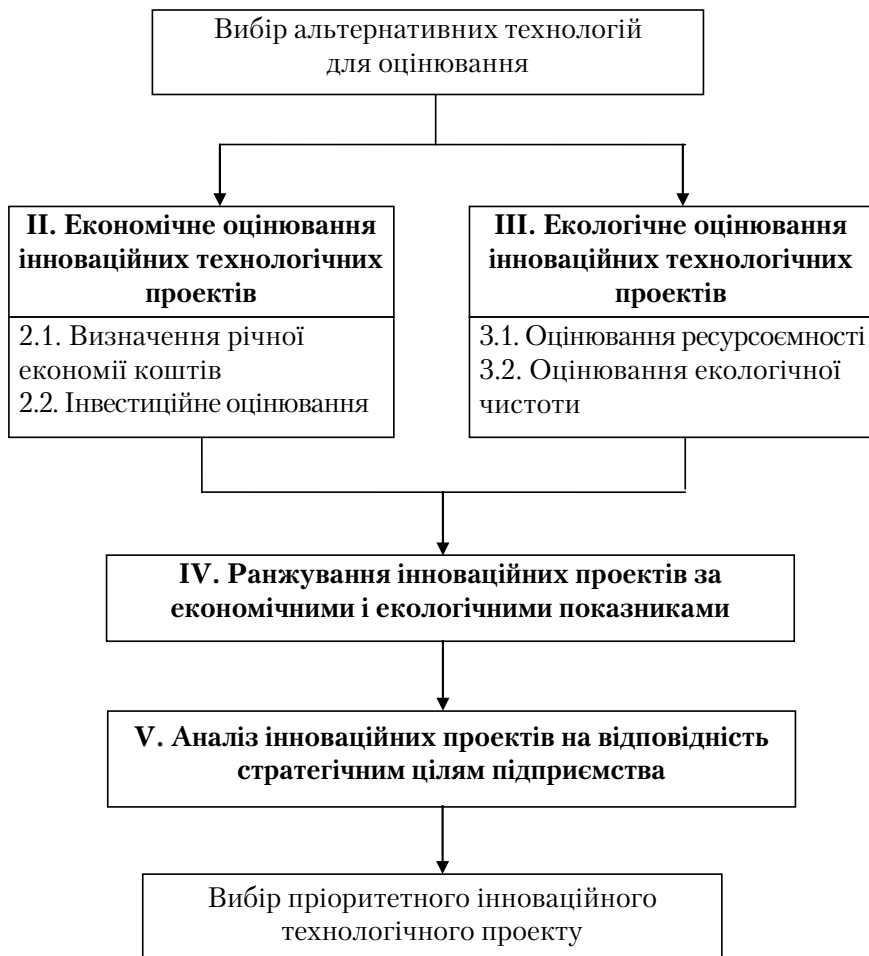 Вибір альтернативних технологій
для оцінювання
II. Економічне оцінювання
інноваційних технологічних
проектів
2.1. Визначення річної
економії коштів
2.2. Інвестиційне оцінювання
III. Екологічне оцінювання
інноваційних технологічних
проектів
3.1. Оцінювання ресурсоємності
3.2. Оцінювання екологічної
чистоти
IV. Ранжування інноваційних проектів за
економічними і екологічними показниками
V. Аналіз інноваційних проектів на відповідність
стратегічним цілям підприємства
Вибір пріоритетного інноваційного
технологічного проекту